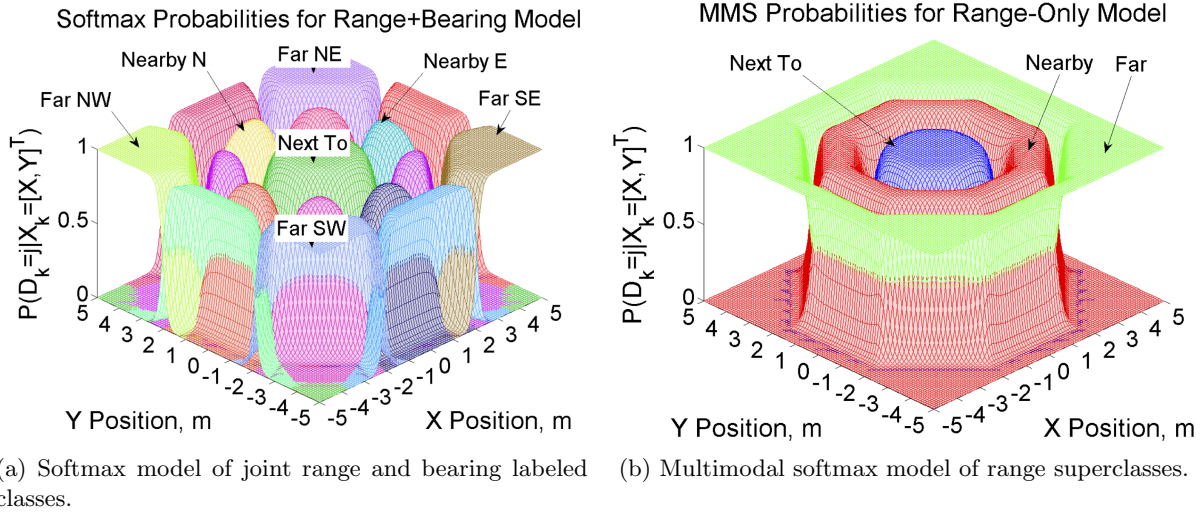 Softmax Probabilities for Range+Bearing Model
Far NE
Nearby N
Nearby E
Far NW
Far SE
Next To
Far SW
P(D_k=j|X_k=[X,Y]^T)
1
0.5
0
5
4
3
2
1
0
-1
-2
-3
-4
-5
-5
-4
-3
-2
-1
0
1
2
3
4
5
Y Position, m
X Position, m
(a) Softmax model of joint range and bearing labeled
classes.
MMS Probabilities for Range-Only Model
Next To
Nearby
Far
P(D_k=j|X_k=[X,Y]^T)
1
0.5
0
5
4
3
2
1
0
-1
-2
-3
-4
-5
-5
-4
-3
-2
-1
0
1
2
3
4
5
Y Position, m
X Position, m
(b) Multimodal softmax model of range superclasses.